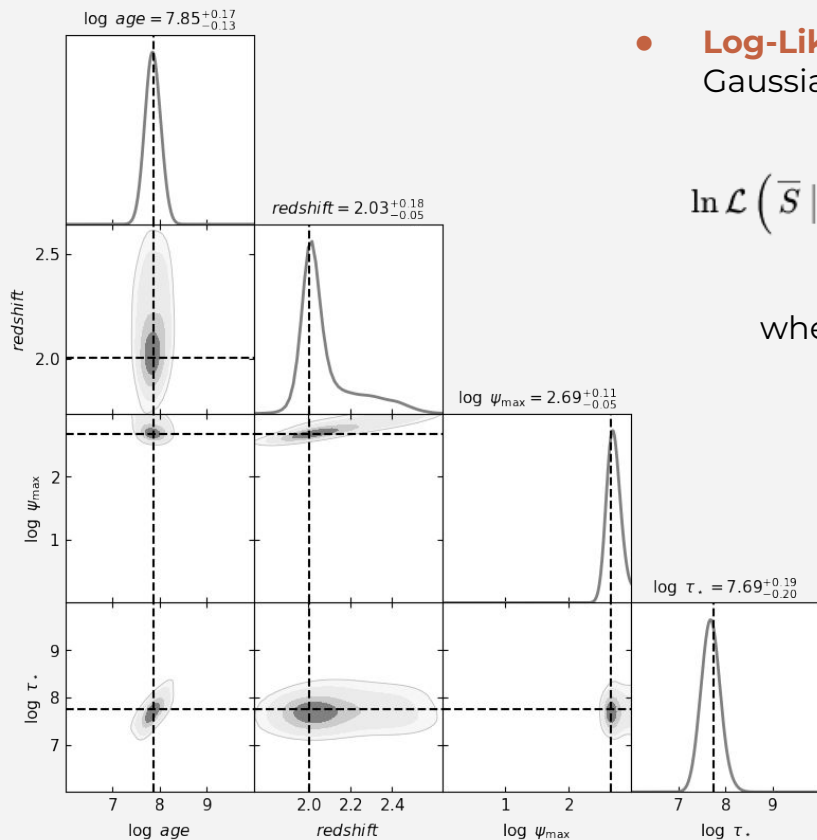 log age = 7.85 +0.17 −0.13
• Log-Lik
Gaussia
ln ℒ ( S̅ |
redshift = 2.03 +0.18 −0.05
2.5
redshift
2.0
whe
log ψmax = 2.69 +0.11 −0.05
2
log ψmax
1
log τ⋆ = 7.69 +0.19 −0.20
9
log τ⋆
8
7
7 8 9 2.0 2.2 2.4 1 2 7 8 9
log age redshift log ψmax log τ⋆